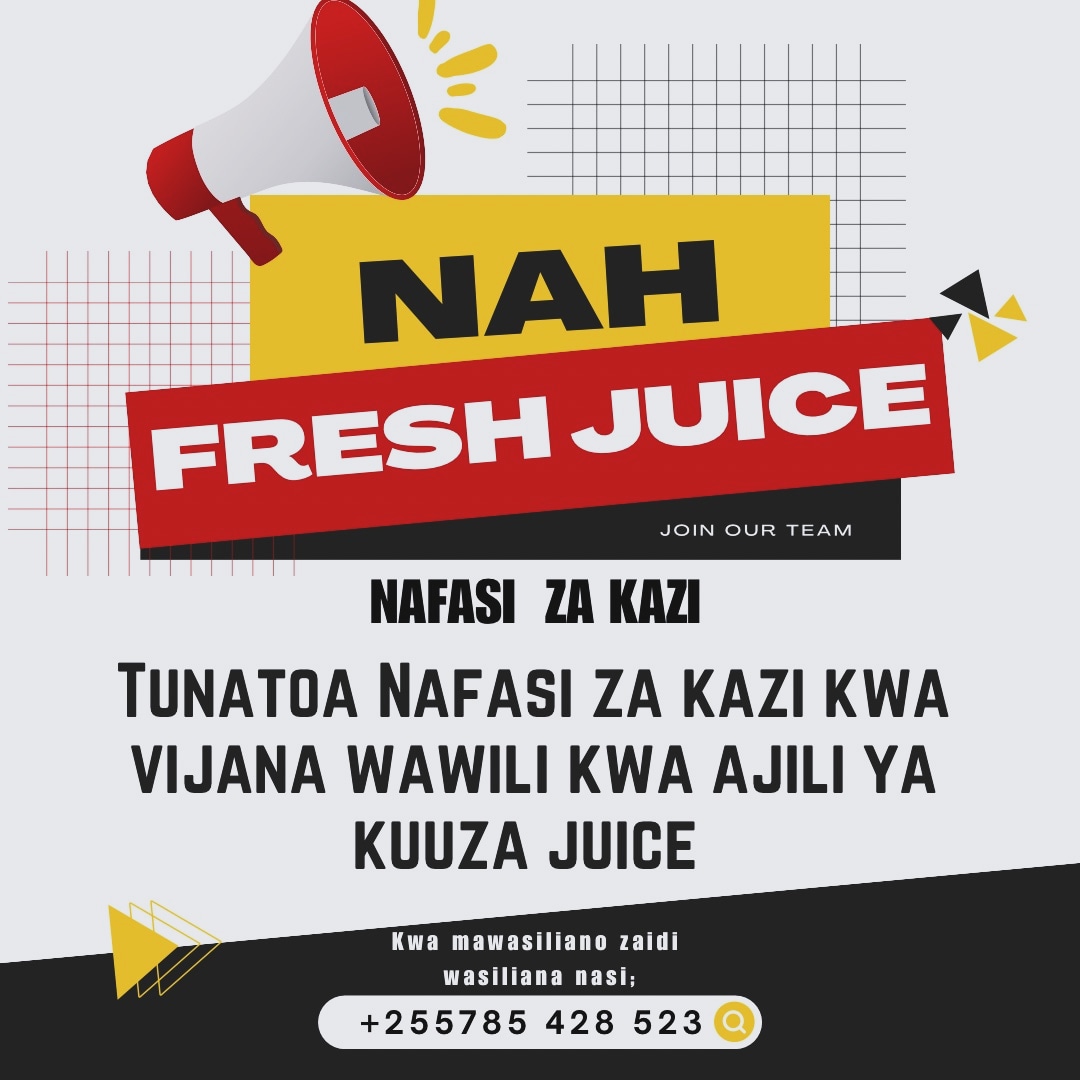 NAH
FRESH JUICE
JOIN OUR TEAM
NAFASI ZA KAZI
TUNATOA NAFASI ZA KAZI KWA
VIJANA WAWILI KWA AJILI YA
KUUZA JUICE
Kwa mawasiliano zaidi
wasiliana nasi;
+255785 428 523